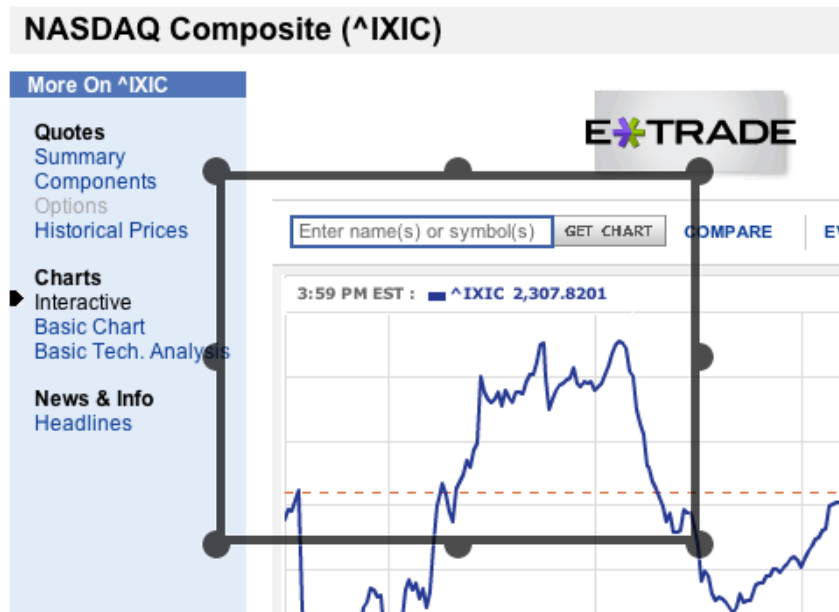 NASDAQ Composite (^IXIC)
More On ^IXIC
Quotes
Summary
Components
Options
Historical Prices
Charts
Interactive
Basic Chart
Basic Tech. Analysis
News & Info
Headlines
E*TRADE
Enter name(s) or symbol(s) GET CHART COMPARE EV
3:59 PM EST : ^IXIC 2,307.8201